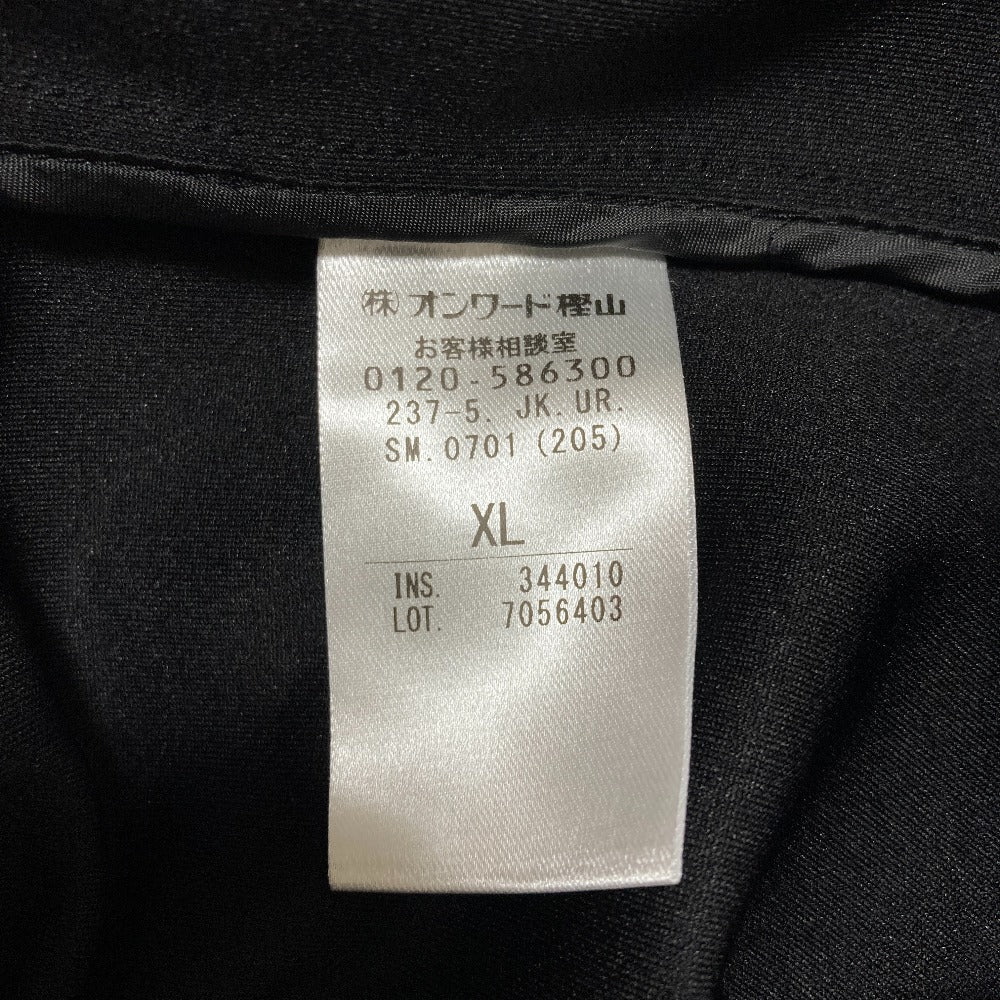 ㈱オンワード樫山
お客様相談室
0120-586300
237-5. JK. UR.
SM. 0701 (205)
XL
INS. 344010
LOT. 7056403